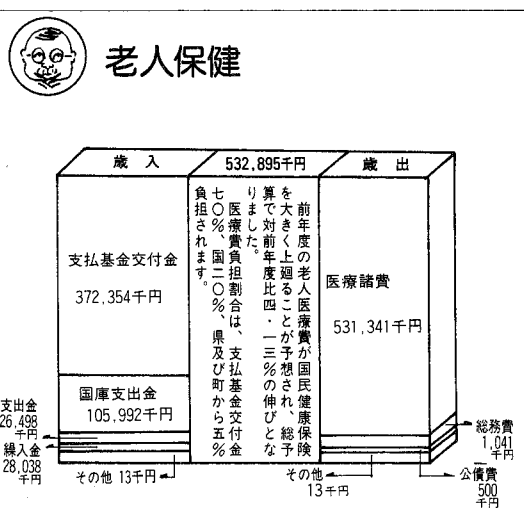 老人保健
歳入
532,895千円
歳出
支払基金交付金
372,354千円
国庫支出金
105,992千円
支出金
26,498
千円
繰入金
28,038
千円
その他 13千円
前年度の老人医療費が国民健康保険
を大きく上廻ることが予想され、総予
算で対前年度比四・一三％の伸びとな
りました。
医療費負担割合は、支払基金交付金
七〇％、国二〇％、県及び町から五％
負担されます。
医療諸費
531,341千円
総務費
1,041
千円
公債費
500
千円
その他
13千円